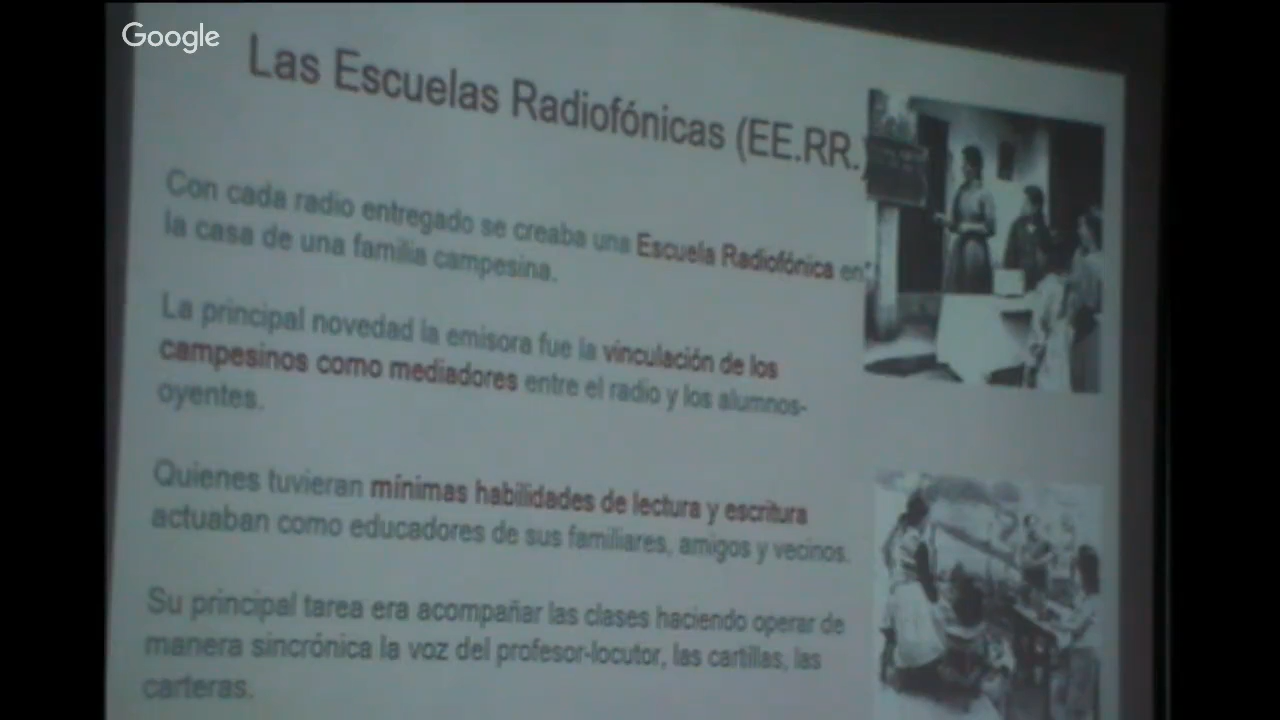 Google
Las Escuelas Radiofónicas (EE.RR.)
Con cada radio entregado se creaba una Escuela Radiofónica en
la casa de una familia campesina.
La principal novedad la emisora fue la vinculación de los
campesinos como mediadores entre el radio y los alumnos-
oyentes.
Quienes tuvieran mínimas habilidades de lectura y escritura
actuaban como educadores de sus familiares, amigos y vecinos.
Su principal tarea era acompañar las clases haciendo operar de
manera sincrónica la voz del profesor-locutor, las cartillas, las
carteras.